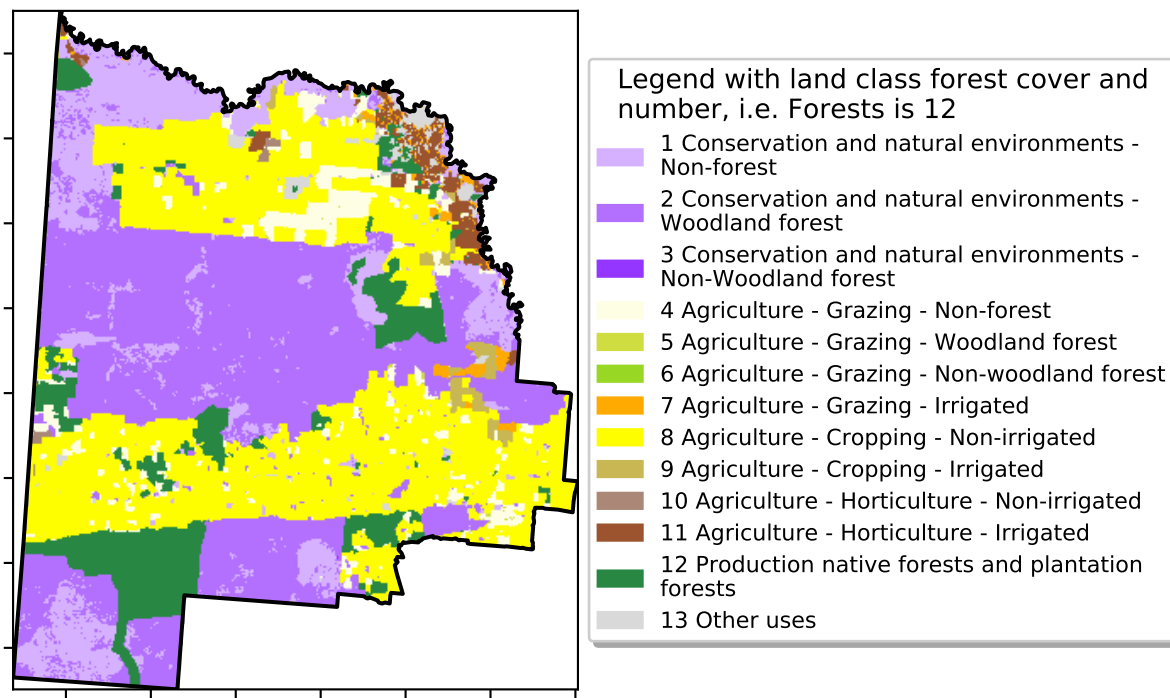 Legend with land class forest cover and
number, i.e. Forests is 12
1 Conservation and natural environments -
Non-forest
2 Conservation and natural environments -
Woodland forest
3 Conservation and natural environments -
Non-Woodland forest
4 Agriculture - Grazing - Non-forest
5 Agriculture - Grazing - Woodland forest
6 Agriculture - Grazing - Non-woodland forest
7 Agriculture - Grazing - Irrigated
8 Agriculture - Cropping - Non-irrigated
9 Agriculture - Cropping - Irrigated
10 Agriculture - Horticulture - Non-irrigated
11 Agriculture - Horticulture - Irrigated
12 Production native forests and plantation
forests
13 Other uses